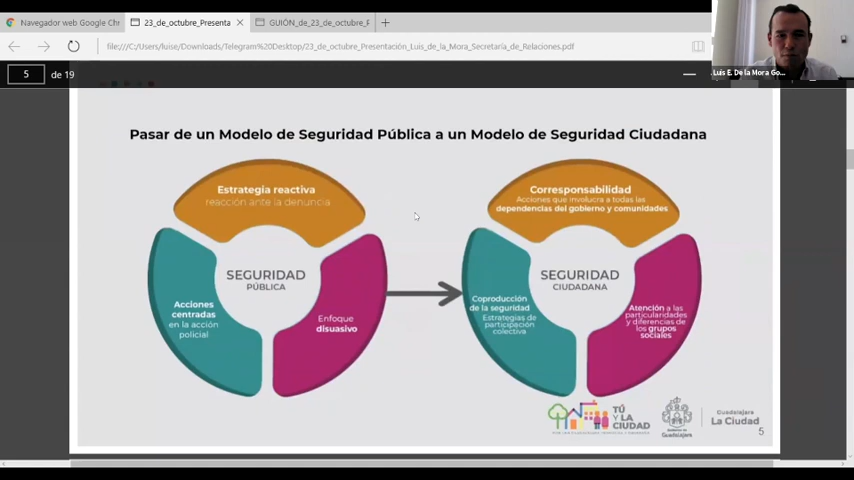 Navegador web Google Chr
23_de_octubre_Presenta
GUIÓN_de_23_de_octubre_F
file:///C:/Users/luise/Downloads/Telegram%20Desktop/23_de_octubre_Presentación_Luis_de_la_Mora_Secretaría_de_Relaciones.pdf
Luis E. De la Mora Go...
5 de 19
Pasar de un Modelo de Seguridad Pública a un Modelo de Seguridad Ciudadana
Estrategia reactiva
reacción ante la denuncia
SEGURIDAD
PÚBLICA
Acciones
centradas
en la acción
policial
Enfoque
disuasivo
Corresponsabilidad
Acciones que involucra a todas las
dependencias del gobierno y comunidades
SEGURIDAD
CIUDADANA
Coproducción
de la seguridad
Estrategias de
participación
colectiva
Atención a las
particularidades
y diferencias de
los grupos
sociales
TÚ
Y LA
CIUDAD
Gobierno de
Guadalajara
Guadalajara
La Ciudad
5